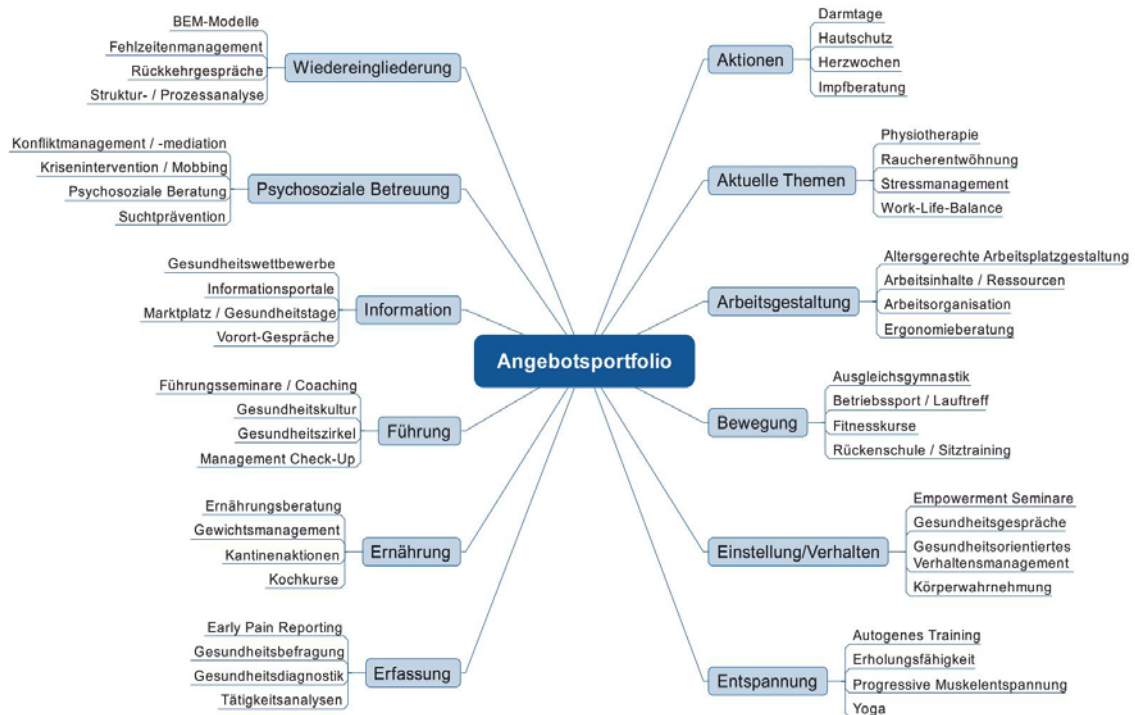 BEM-Modelle
Fehlzeitenmanagement
Rückkehrgespräche
Struktur- / Prozessanalyse
Wiedereingliederung
Konfliktmanagement / -mediation
Krisenintervention / Mobbing
Psychosoziale Beratung
Suchtprävention
Psychosoziale Betreuung
Gesundheitswettbewerbe
Informationsportale
Marktplatz / Gesundheitstage
Vorort-Gespräche
Information
Führungsseminare / Coaching
Gesundheitskultur
Gesundheitszirkel
Management Check-Up
Führung
Ernährungsberatung
Gewichtsmanagement
Kantinenaktionen
Kochkurse
Ernährung
Early Pain Reporting
Gesundheitsbefragung
Gesundheitsdiagnostik
Tätigkeitsanalysen
Erfassung
Angebotsportfolio
Aktionen
Darmtage
Hautschutz
Herzwochen
Impfberatung
Aktuelle Themen
Physiotherapie
Raucherentwöhnung
Stressmanagement
Work-Life-Balance
Arbeitsgestaltung
Altersgerechte Arbeitsplatzgestaltung
Arbeitsinhalte / Ressourcen
Arbeitsorganisation
Ergonomieberatung
Bewegung
Ausgleichsgymnastik
Betriebssport / Lauftreff
Fitnesskurse
Rückenschule / Sitztraining
Einstellung/Verhalten
Empowerment Seminare
Gesundheitsgespräche
Gesundheitsorientiertes
Verhaltensmanagement
Körperwahrnehmung
Entspannung
Autogenes Training
Erholungsfähigkeit
Progressive Muskelentspannung
Yoga